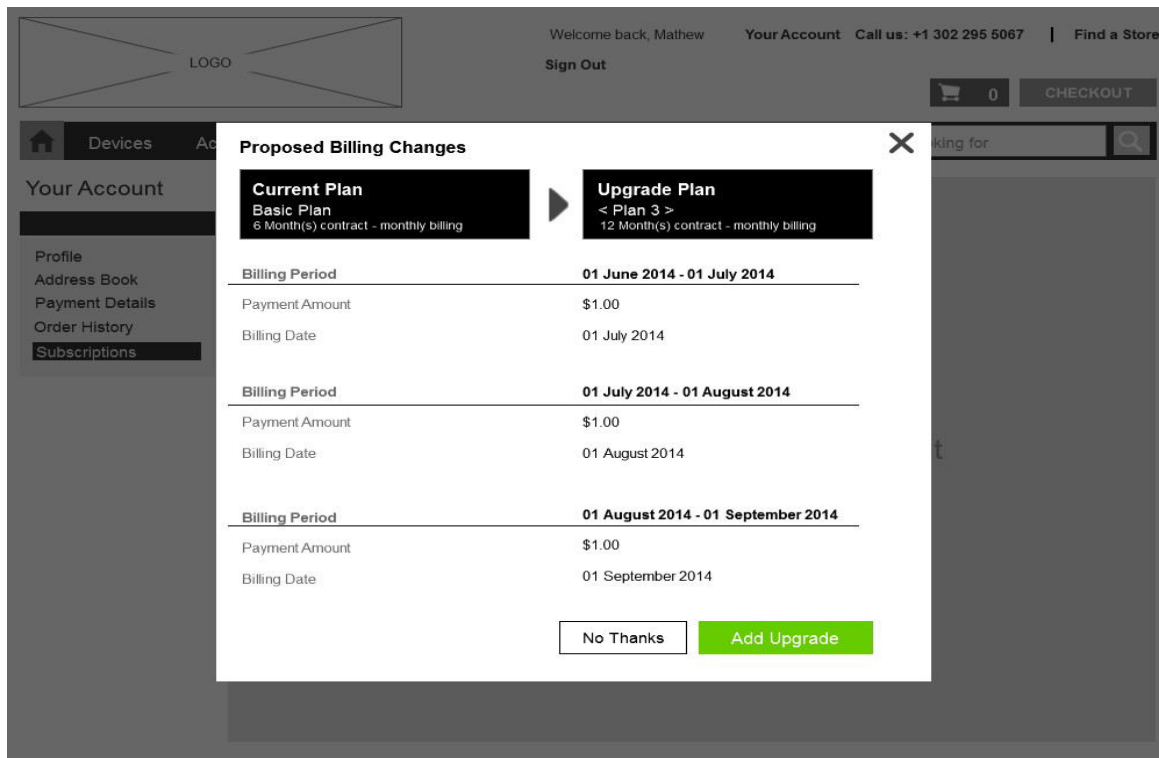 LOGO
Welcome back, Mathew Your Account Call us: +1 302 295 5067 | Find a Store
Sign Out
0 CHECKOUT
Devices Ac king for
Your Account
Profile
Address Book
Payment Details
Order History
Subscriptions
Proposed Billing Changes
Current Plan
Basic Plan
6 Month(s) contract - monthly billing
Upgrade Plan
< Plan 3 >
12 Month(s) contract - monthly billing
Billing Period 01 June 2014 - 01 July 2014
Payment Amount $1.00
Billing Date 01 July 2014
Billing Period 01 July 2014 - 01 August 2014
Payment Amount $1.00
Billing Date 01 August 2014
Billing Period 01 August 2014 - 01 September 2014
Payment Amount $1.00
Billing Date 01 September 2014
No Thanks Add Upgrade
t